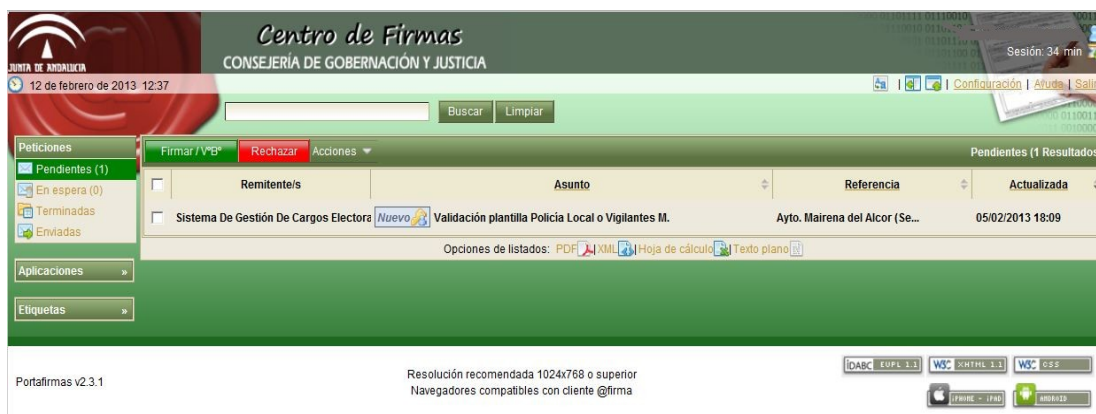 Centro de Firmas
CONSEJERÍA DE GOBERNACIÓN Y JUSTICIA
JUNTA DE ANDALUCIA
Sesión: 34 min
12 de febrero de 2013 12:37
Configuración | Ayuda | Salir
Buscar Limpiar
Peticiones
Pendientes (1)
En espera (0)
Terminadas
Enviadas
Aplicaciones »
Etiquetas »
Firmar / VºBº Rechazar Acciones
Pendientes (1 Resultados
Remitente/s Asunto Referencia Actualizada
Sistema De Gestión De Cargos Electora Nuevo Validación plantilla Policía Local o Vigilantes M. Ayto. Mairena del Alcor (Se... 05/02/2013 18:09
Opciones de listados: PDF | XML | Hoja de cálculo | Texto plano
Portafirmas v2.3.1
Resolución recomendada 1024x768 o superior
Navegadores compatibles con cliente @firma
IDABC EUPL 1.1 W3C XHTML 1.1 W3C CSS
iPHONE - iPAD ANDROID